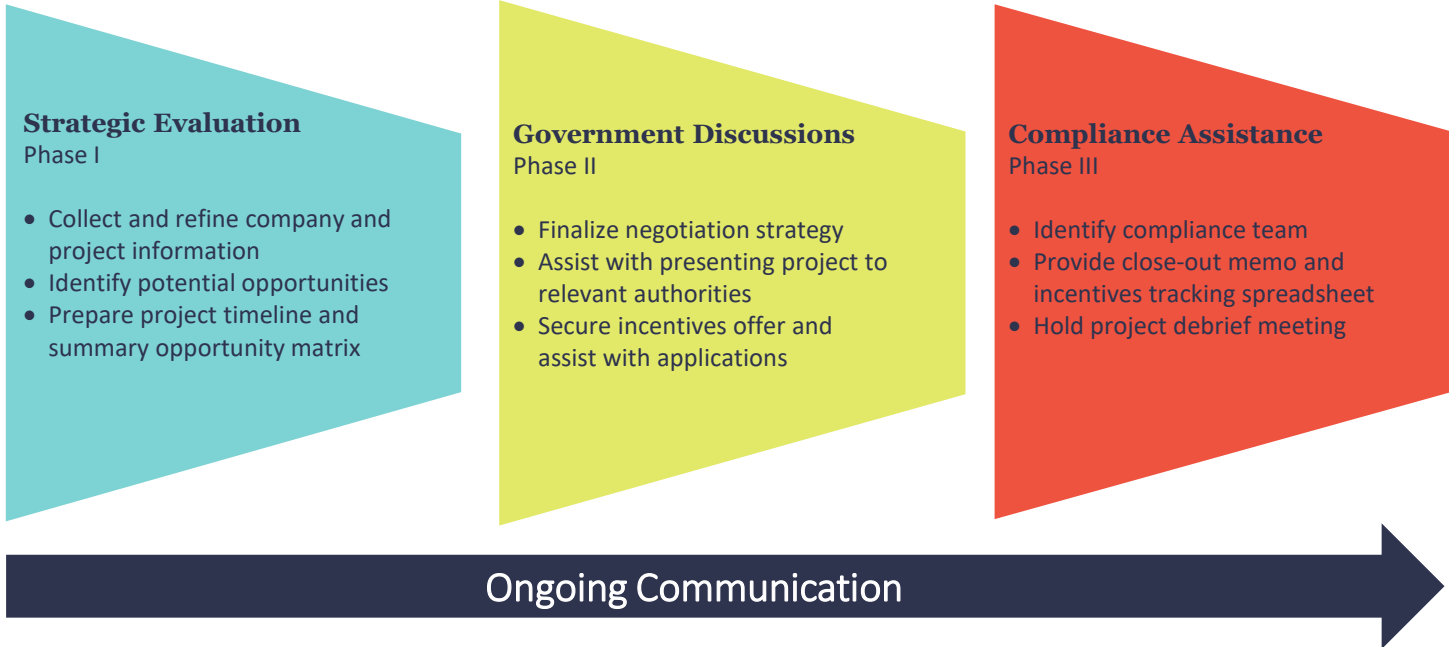 Strategic Evaluation
Phase I
• Collect and refine company and
project information
• Identify potential opportunities
• Prepare project timeline and
summary opportunity matrix
Government Discussions
Phase II
• Finalize negotiation strategy
• Assist with presenting project to
relevant authorities
• Secure incentives offer and
assist with applications
Compliance Assistance
Phase III
• Identify compliance team
• Provide close-out memo and
incentives tracking spreadsheet
• Hold project debrief meeting
Ongoing Communication